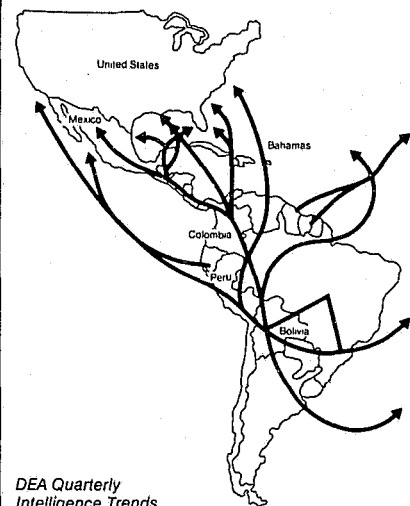 United States
Mexico
Bahamas
Colombia
Peru
Bolivia
DEA Quarterly
Intelligence Trends